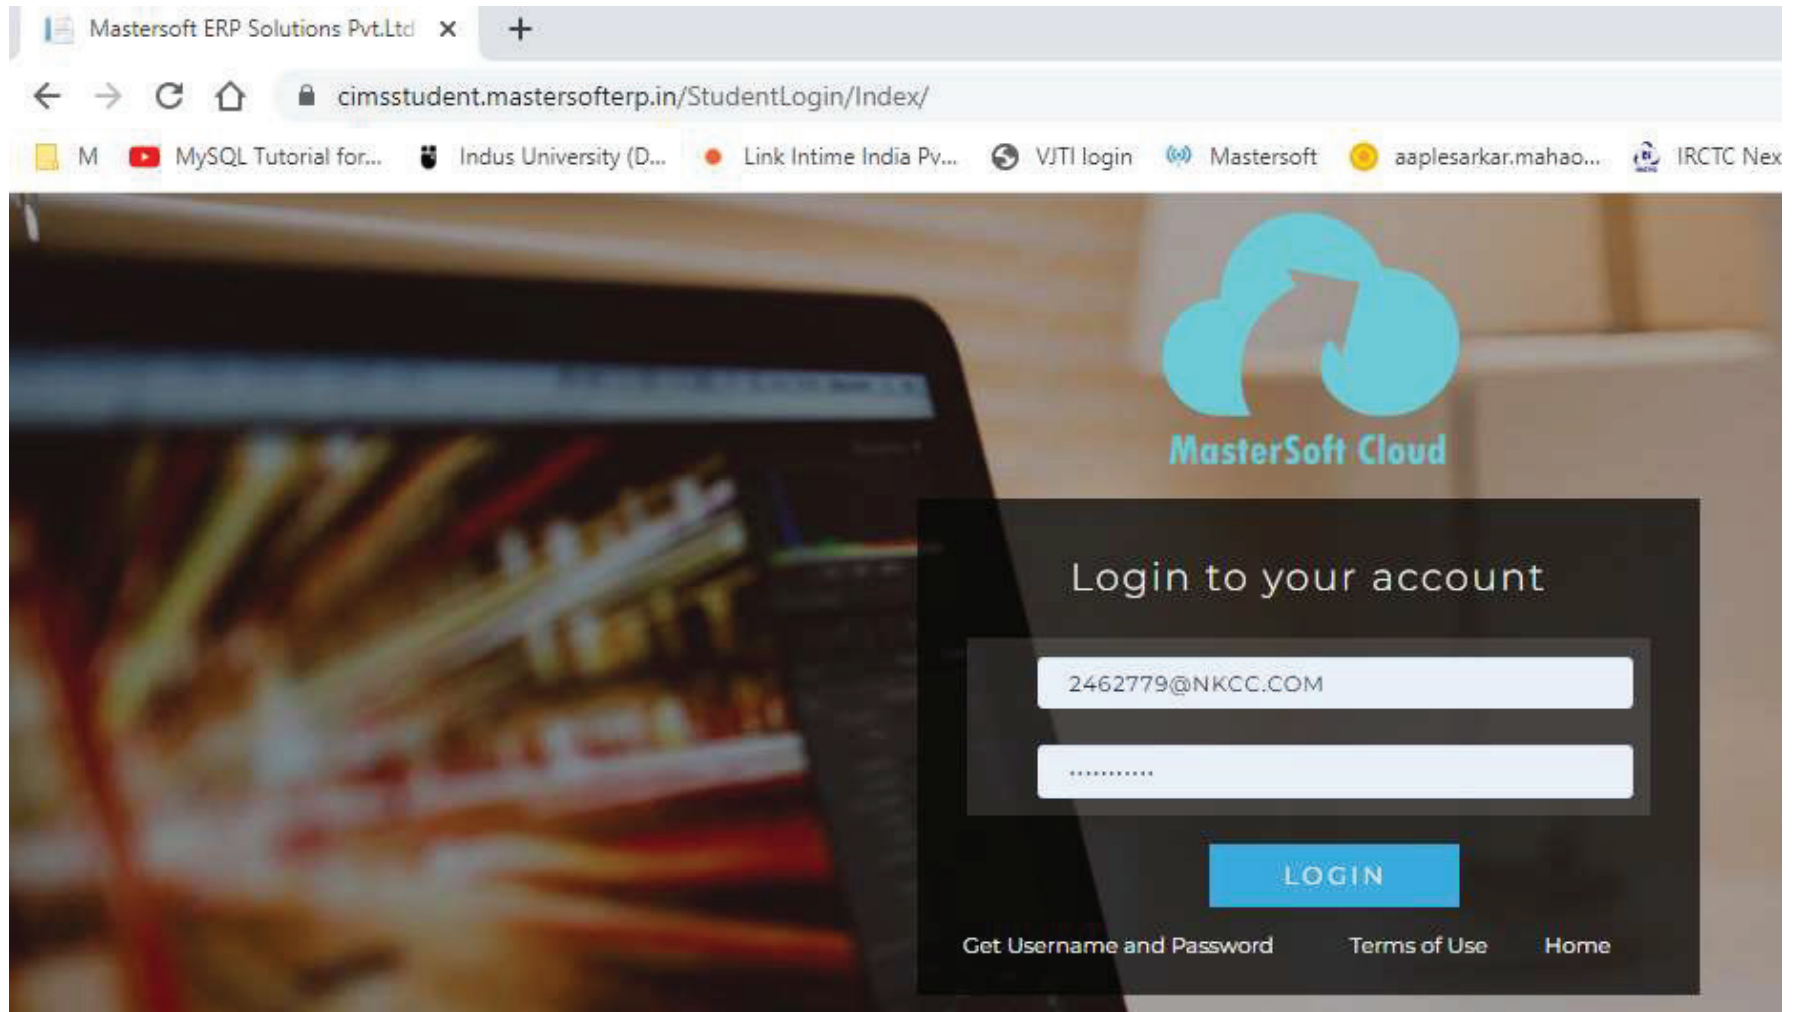 Mastersoft ERP Solutions Pvt.Ltd
cimsstudent.mastersofterp.in/StudentLogin/Index/
M MySQL Tutorial for... Indus University (D... Link Intime India Pv... VJTI login Mastersoft aaplesarkar.mahao... IRCTC Nex
MasterSoft Cloud
Login to your account
2462779@NKCC.COM
...........
LOGIN
Get Username and Password Terms of Use Home